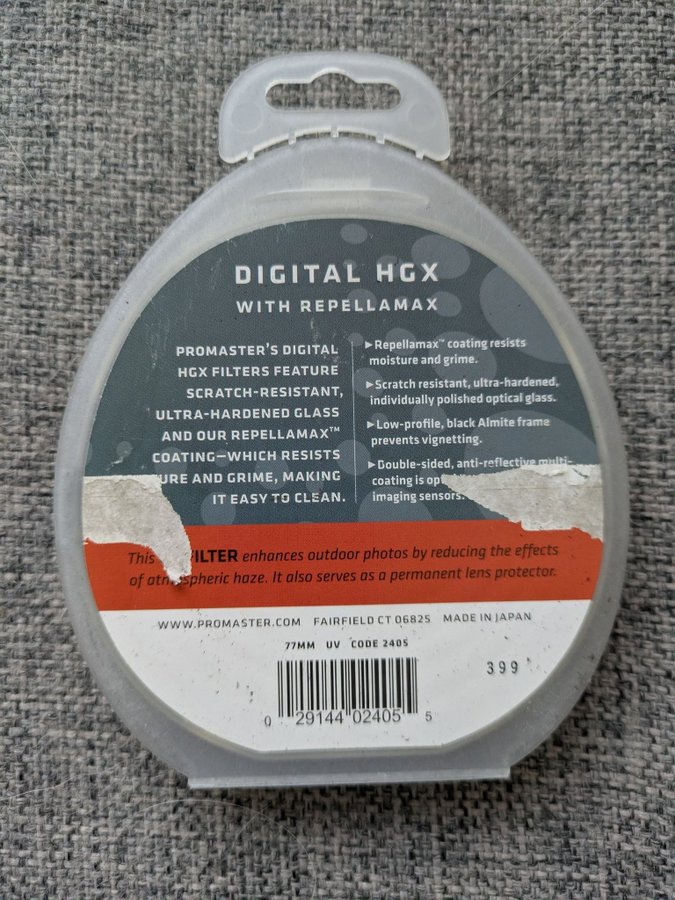 DIGITAL HGX
WITH REPELLAMAX
PROMASTER'S DIGITAL
HGX FILTERS FEATURE
SCRATCH-RESISTANT,
ULTRA-HARDENED GLASS
AND OUR REPELLAMAX™
COATING—WHICH RESISTS
URE AND GRIME, MAKING
IT EASY TO CLEAN.
▶Repellamax™ coating resists
moisture and grime.
▶Scratch resistant, ultra-hardened,
individually polished optical glass.
▶Low-profile, black Almite frame
prevents vignetting.
▶Double-sided, anti-reflective multi-
coating is op
imaging sensors.
This ILTER enhances outdoor photos by reducing the effects
of atmospheric haze. It also serves as a permanent lens protector.
WWW.PROMASTER.COM FAIRFIELD CT 06825 MADE IN JAPAN
77MM UV CODE 2405
399
0 29144 02405 5